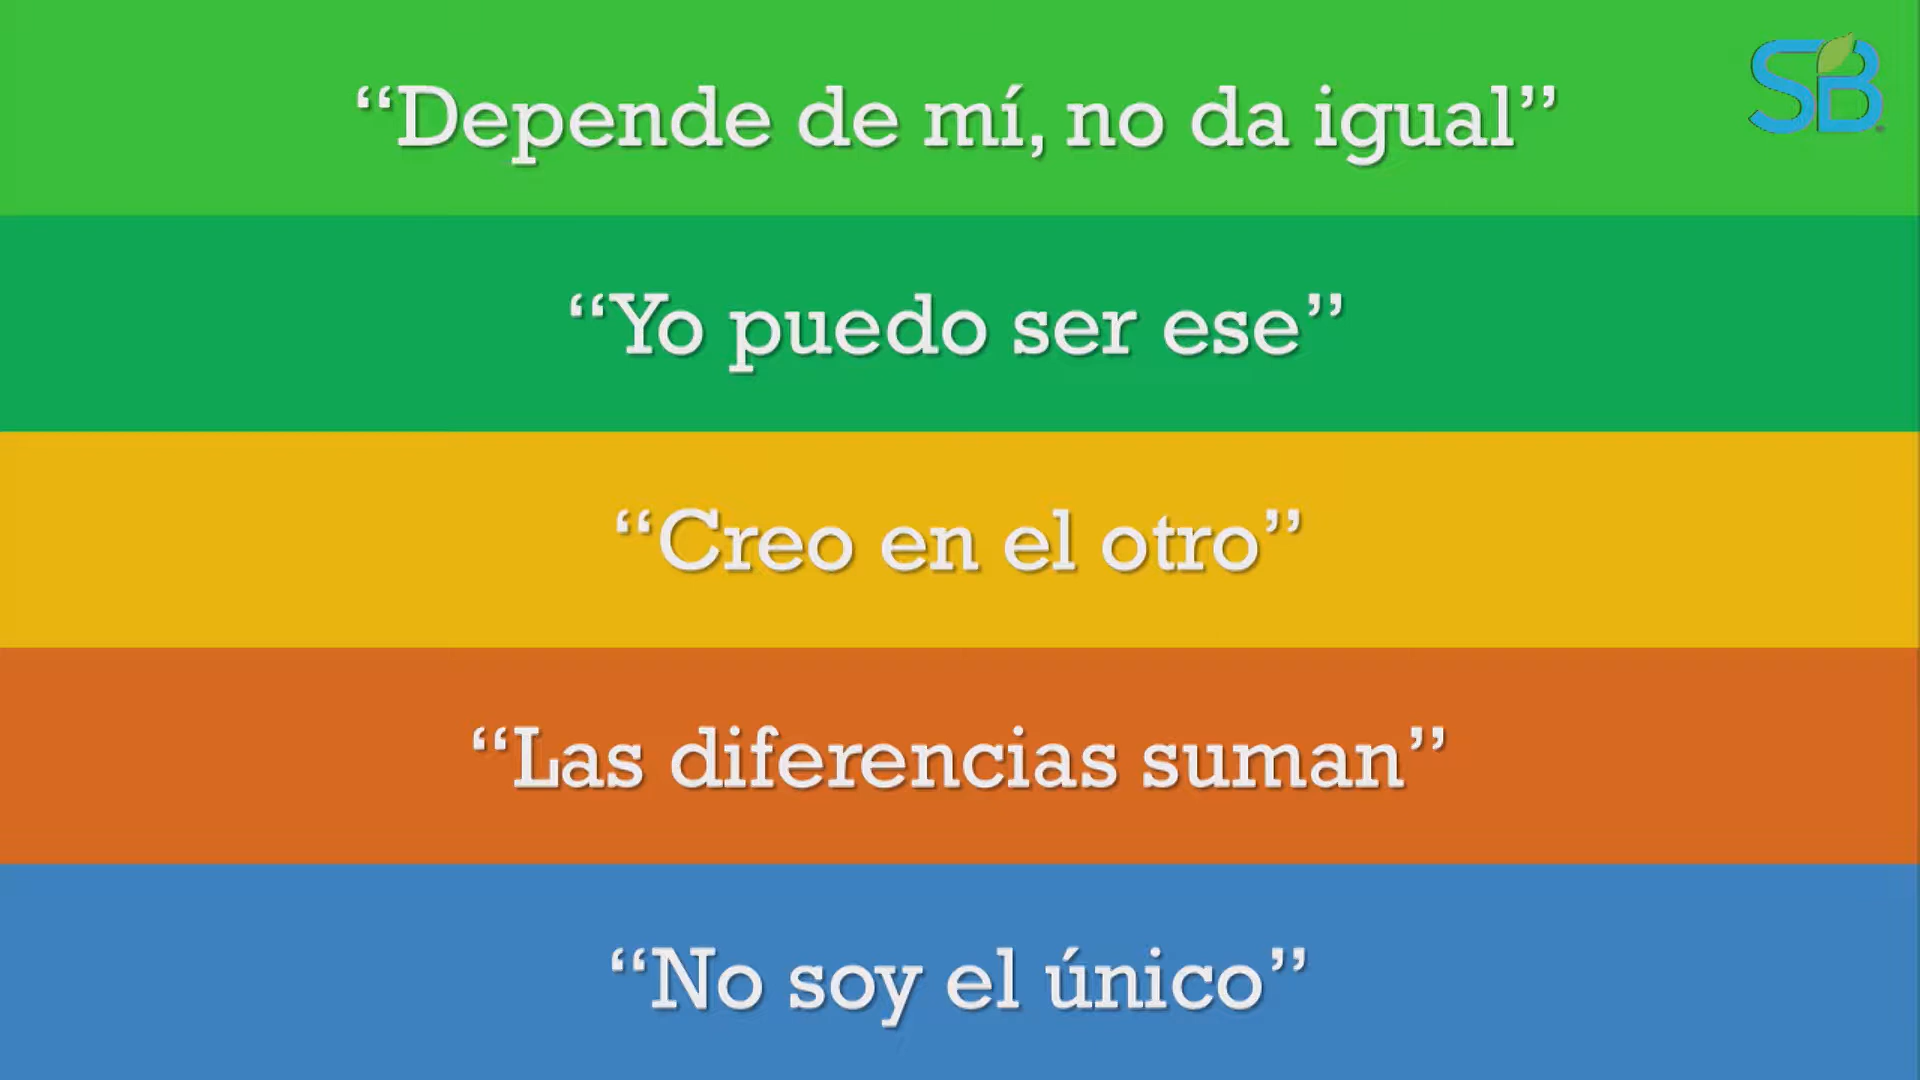 “Depende de mí, no da igual”
SB
“Yo puedo ser ese”
“Creo en el otro”
“Las diferencias suman”
“No soy el único”